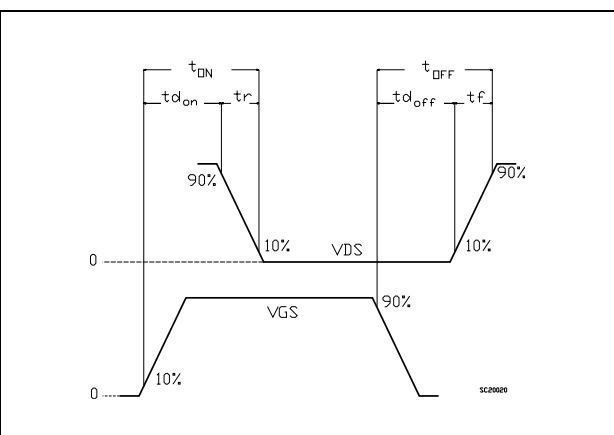 tON tOFF
tdon tr tdoff tf
90% 90%
10% VDS 10%
0
90%
VGS
10%
0 SC20020